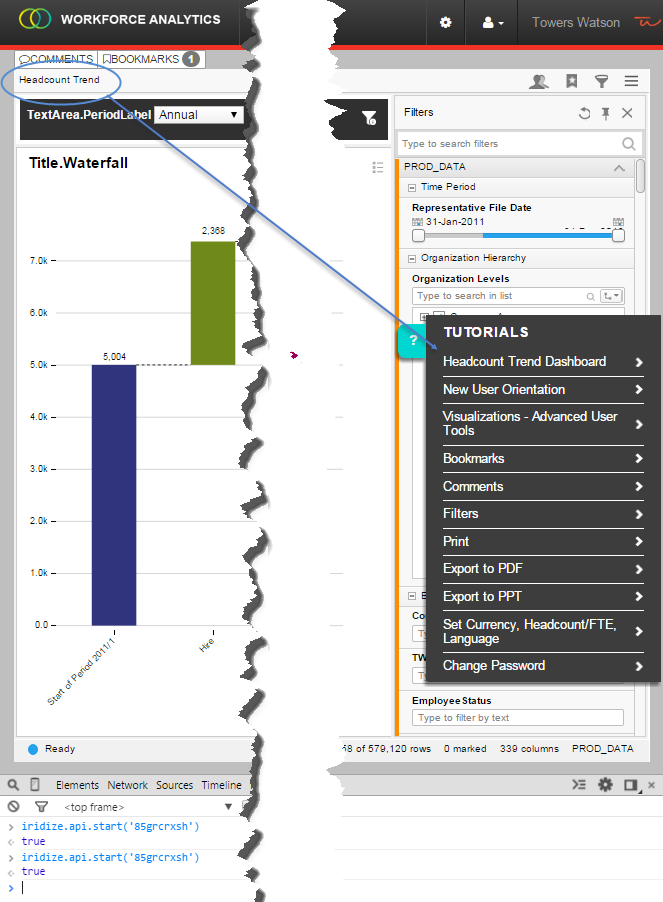 WORKFORCE ANALYTICS
Towers Watson
COMMENTS
BOOKMARKS 1
Headcount Trend
TextArea.PeriodLabel Annual
Title.Waterfall
7.0k
6.0k
5.0k
4.0k
3.0k
2.0k
1.0k
0.0
2,368
5,004
Start of Period 2011/1
Hire
Filters
Type to search filters
PROD_DATA
Time Period
Representative File Date
31-Jan-2011
Organization Hierarchy
Organization Levels
Type to search in list
?
TUTORIALS
Headcount Trend Dashboard
New User Orientation
Visualizations - Advanced User
Tools
Bookmarks
Comments
Filters
Print
Export to PDF
Export to PPT
Set Currency, Headcount/FTE,
Language
Change Password
EmployeeStatus
Type to filter by text
Ready
of 579,120 rows 0 marked 339 columns PROD_DATA
Elements Network Sources Timeline
<top frame>
iridize.api.start('85grcrxsh')
true
iridize.api.start('85grcrxsh')
true